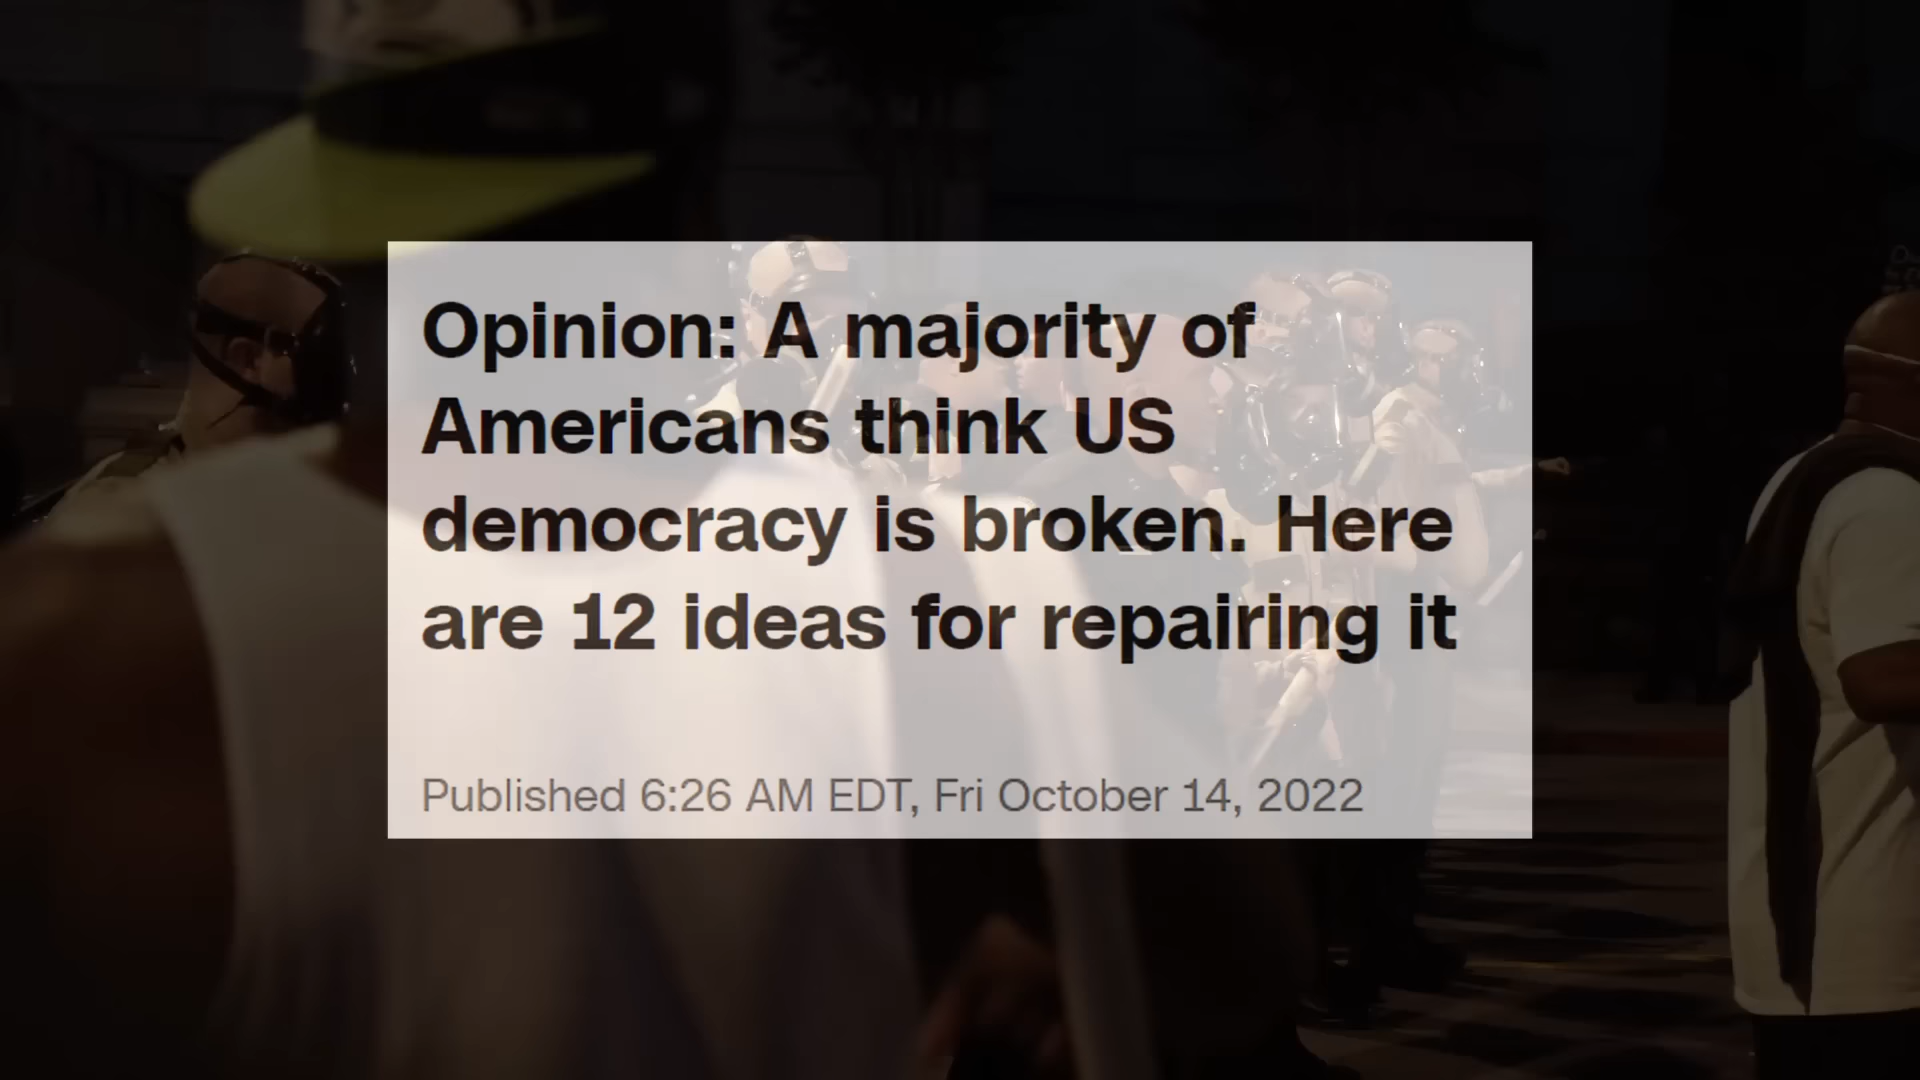 Opinion: A majority of
Americans think US
democracy is broken. Here
are 12 ideas for repairing it
Published 6:26 AM EDT, Fri October 14, 2022